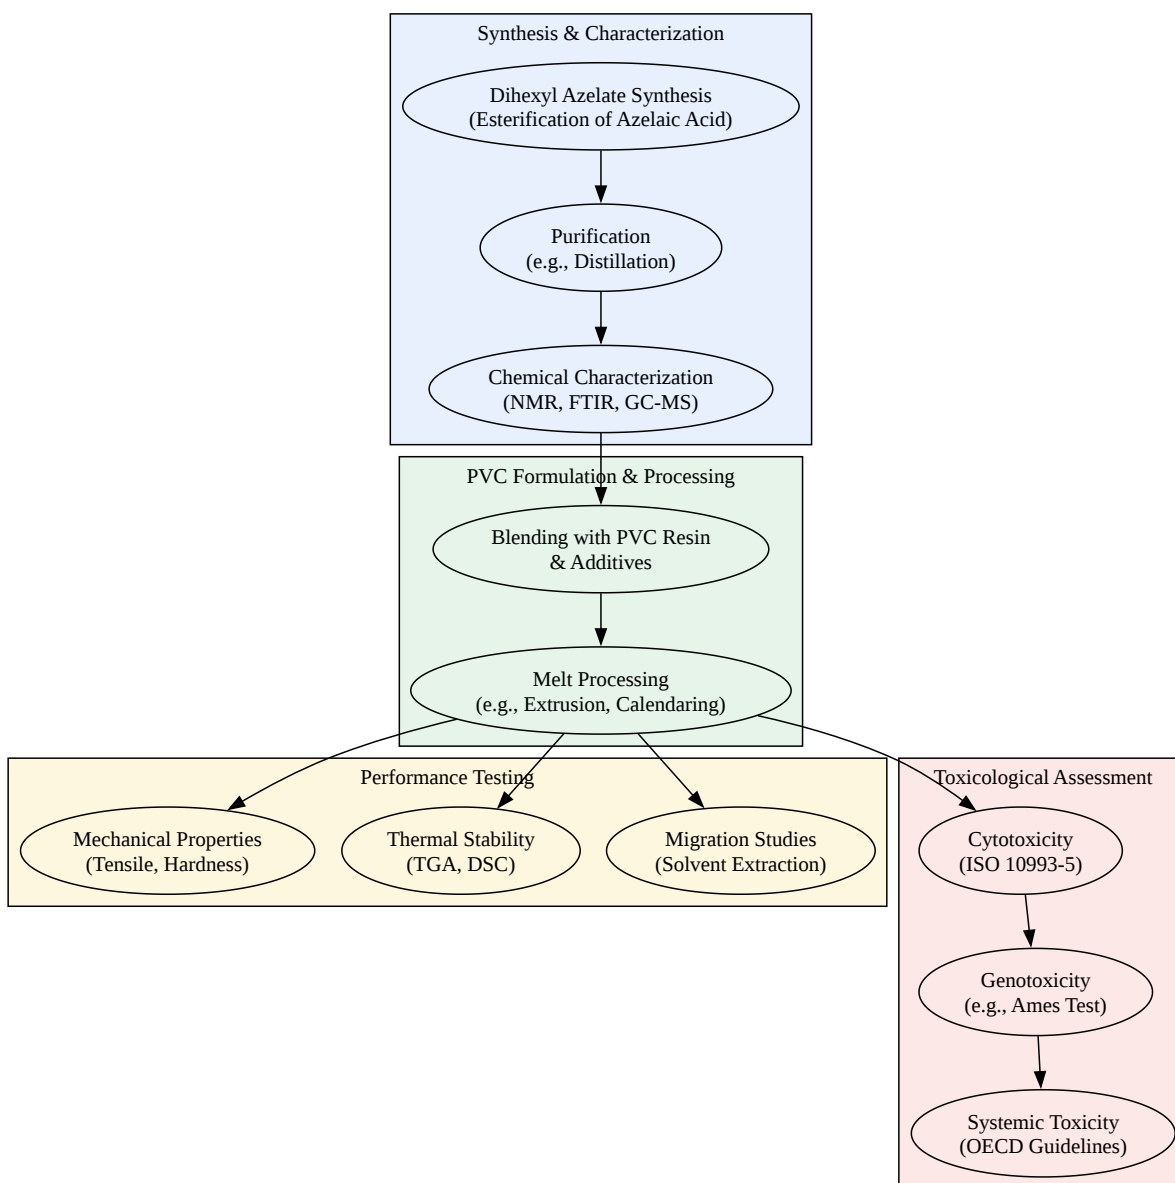 Synthesis & Characterization
Dihexyl Azelate Synthesis
(Esterification of Azelaic Acid)
Purification
(e.g., Distillation)
Chemical Characterization
(NMR, FTIR, GC-MS)
PVC Formulation & Processing
Blending with PVC Resin
& Additives
Melt Processing
(e.g., Extrusion, Calendaring)
Performance Testing
Mechanical Properties
(Tensile, Hardness)
Thermal Stability
(TGA, DSC)
Migration Studies
(Solvent Extraction)
Toxicological Assessment
Cytotoxicity
(ISO 10993-5)
Genotoxicity
(e.g., Ames Test)
Systemic Toxicity
(OECD Guidelines)